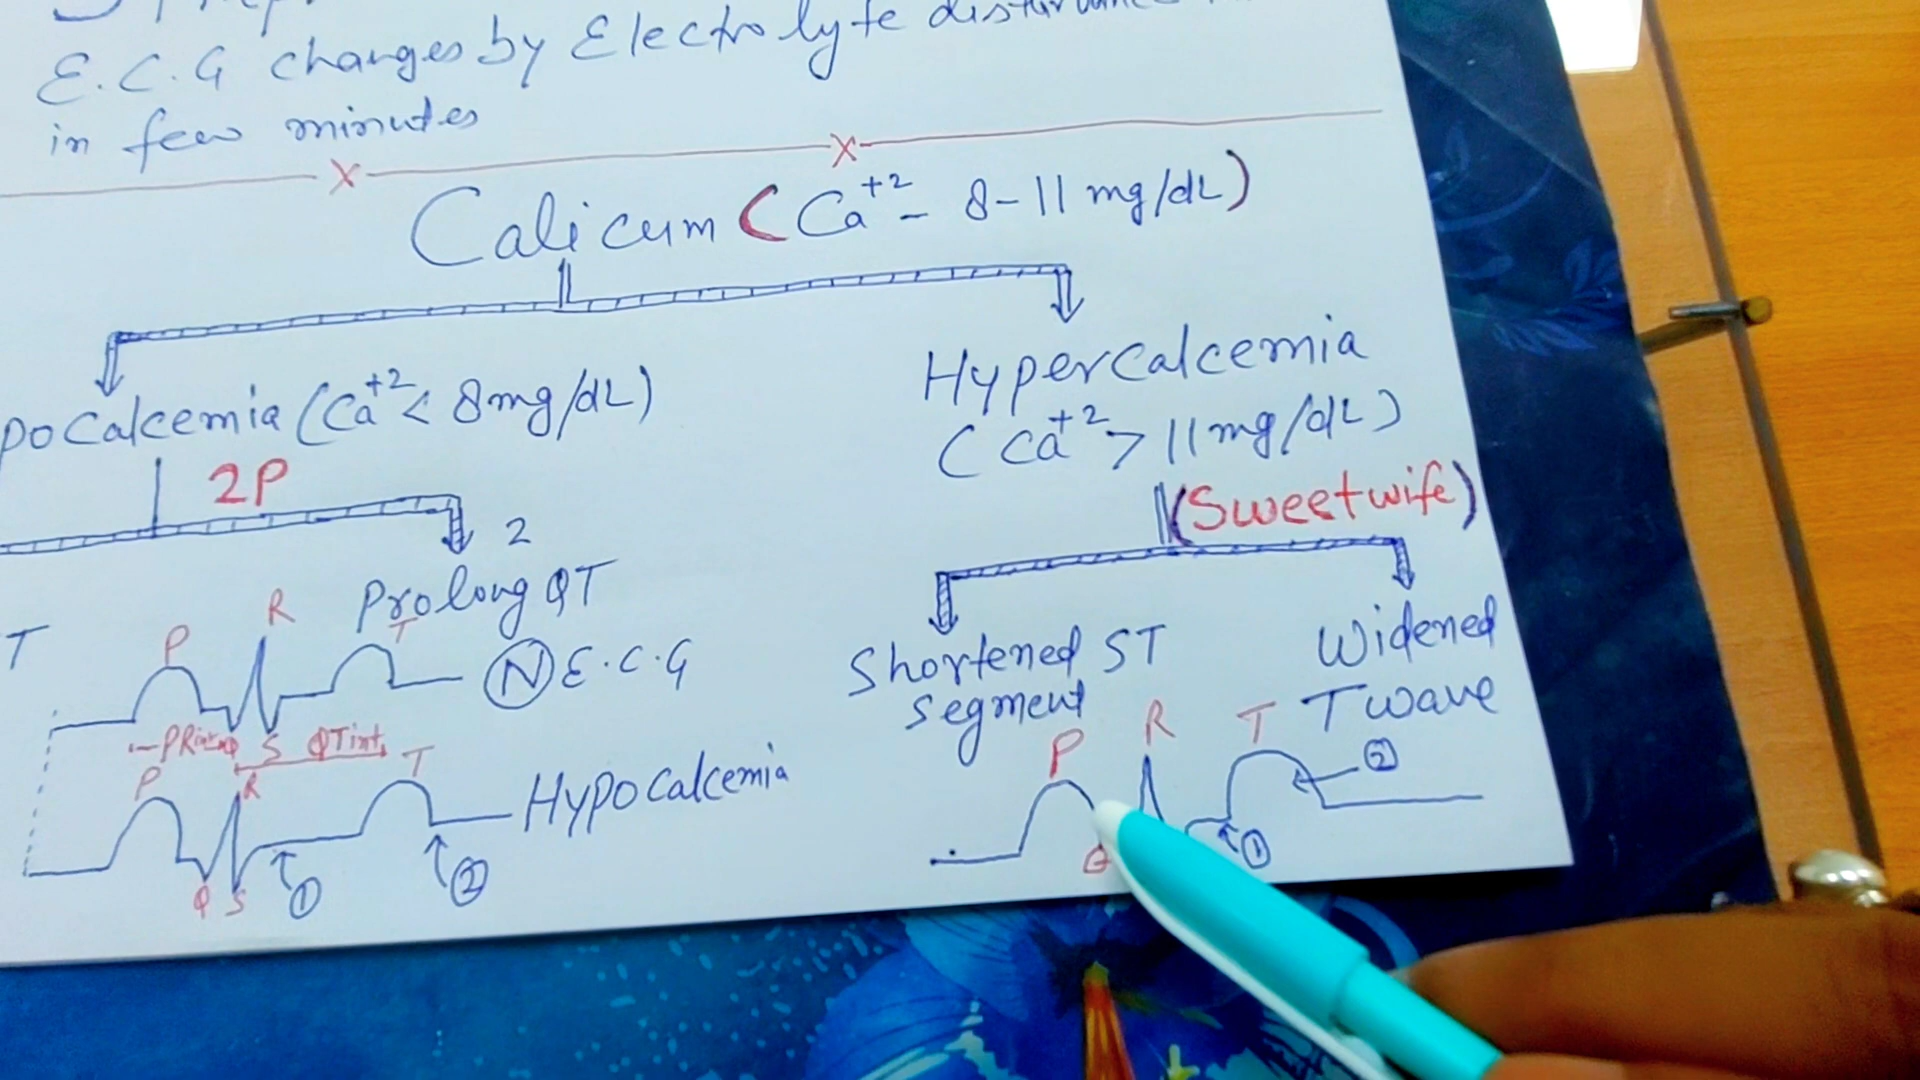 E.C.G changes by Electrolyte
in few minutes
X X
Calicum (Ca+2 - 8-11 mg/dL)
pocalcemia (Ca+2 < 8mg/dL)
Hypercalcemia
(Ca+2 > 11mg/dL)
2P
(Sweetwife)
2
Prolong QT
T
Shortened ST
segment
Widened
T wave
P R T
N E.C.G
PRint Q S QTint
P R T
Hypocalcemia
Q S 1 2
P R T
2
1